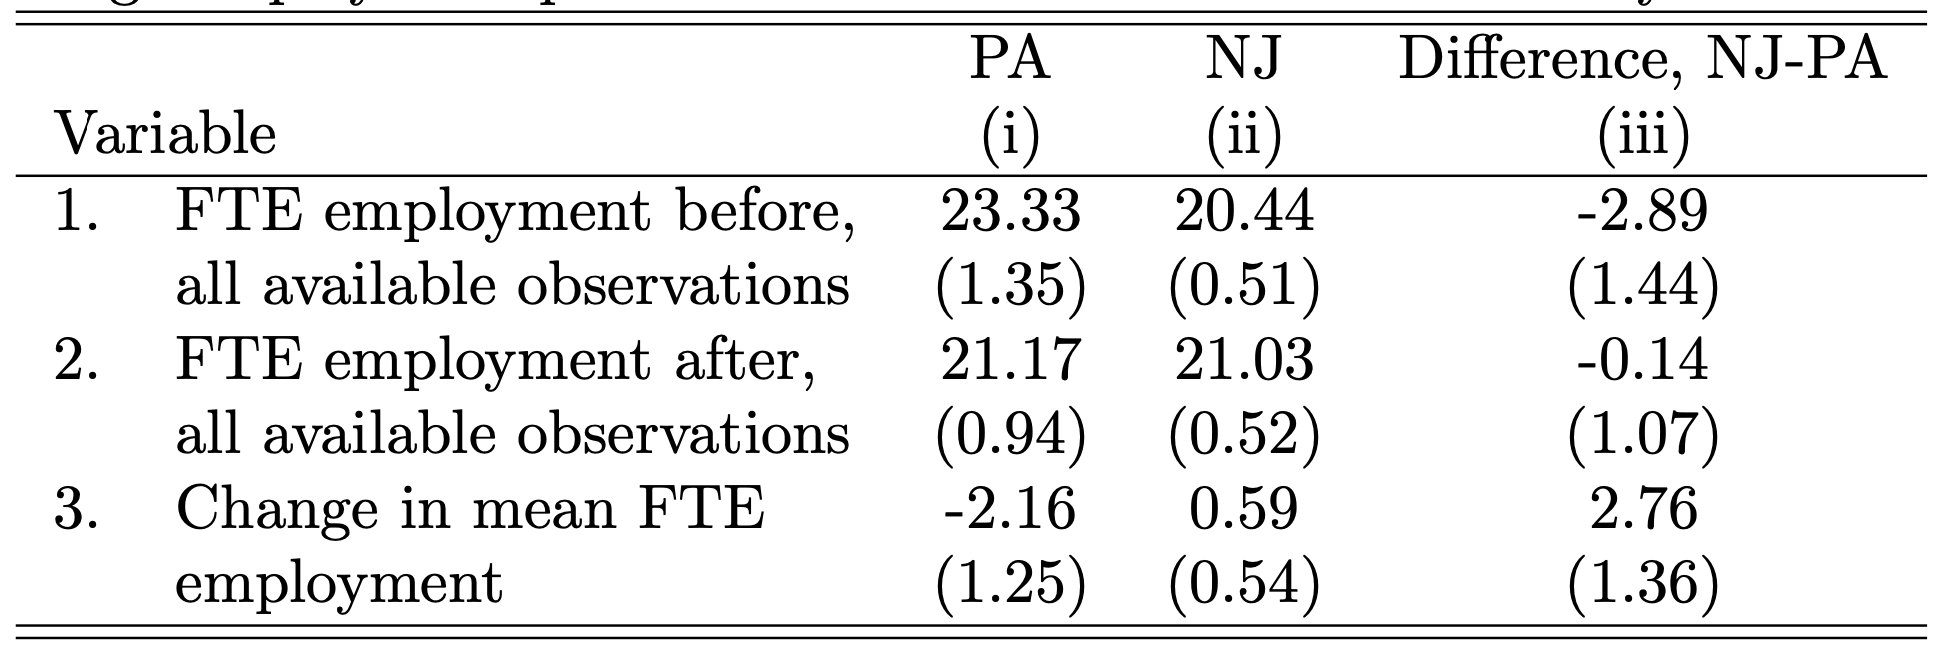 PA NJ Difference, NJ-PA
Variable (i) (ii) (iii)
1. FTE employment before, 23.33 20.44 -2.89
all available observations (1.35) (0.51) (1.44)
2. FTE employment after, 21.17 21.03 -0.14
all available observations (0.94) (0.52) (1.07)
3. Change in mean FTE -2.16 0.59 2.76
employment (1.25) (0.54) (1.36)